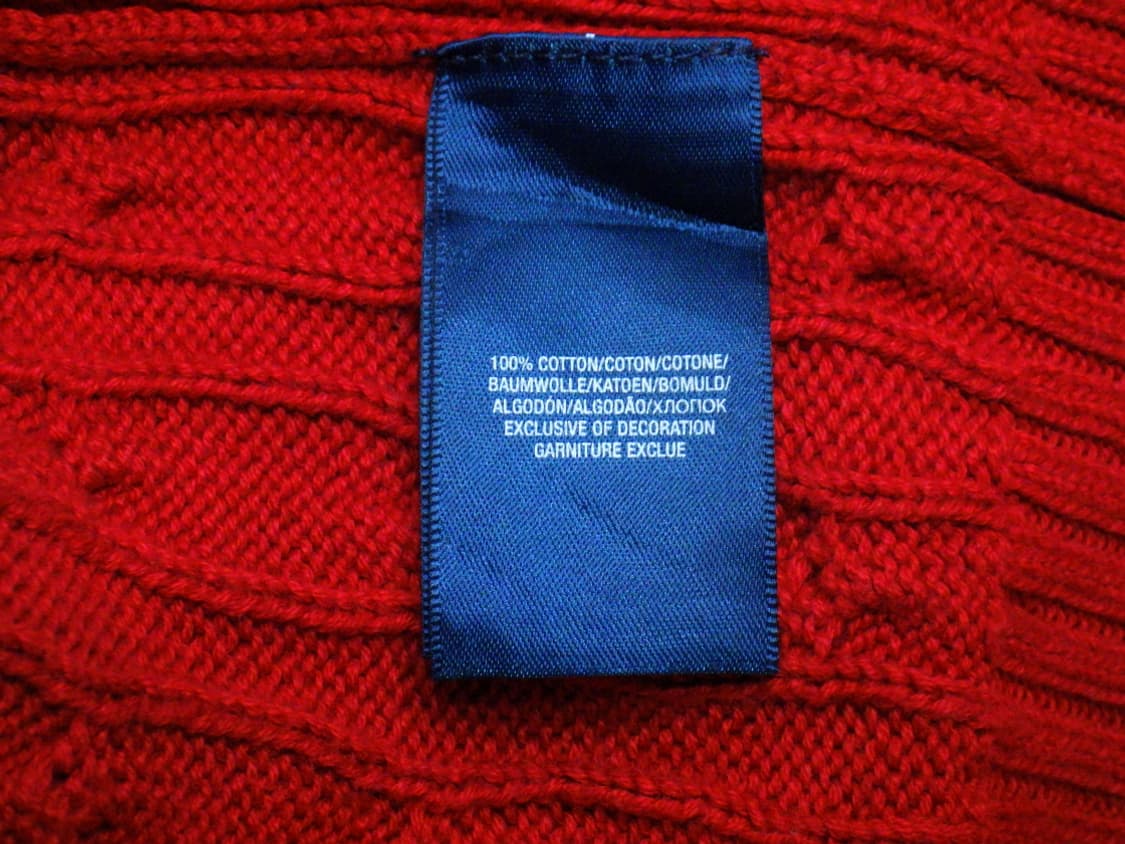 100% COTTON/COTON/COTONE/
BAUMWOLLE/KATOEN/BOMULD/
ALGODÓN/ALGODÃO/ХЛОПОК
EXCLUSIVE OF DECORATION
GARNITURE EXCLUE